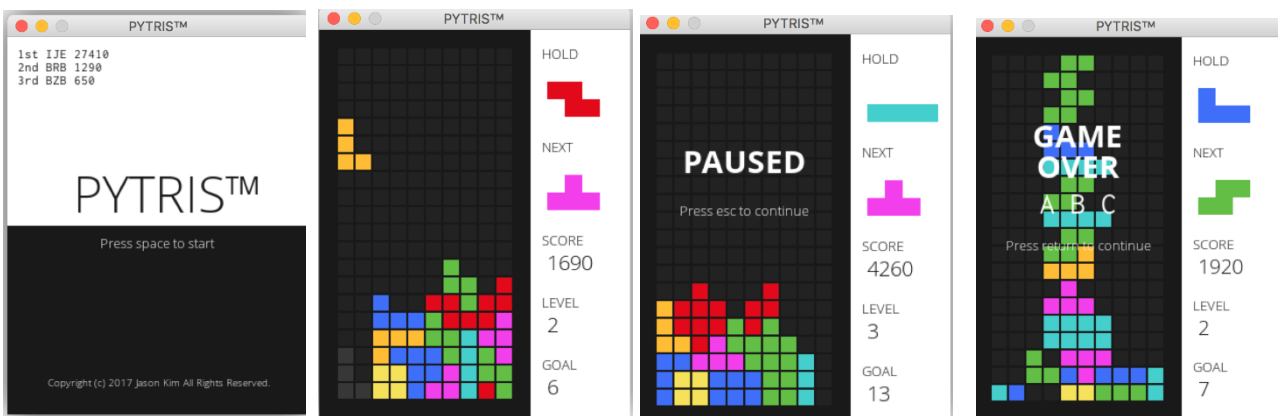 PYTRIS™
1st IJE 27410
2nd BRB 1290
3rd BZB 650
PYTRIS™
Press space to start
Copyright (c) 2017 Jason Kim All Rights Reserved.
PYTRIS™
HOLD
NEXT
SCORE
1690
LEVEL
2
GOAL
6
PYTRIS™
PAUSED
Press esc to continue
HOLD
NEXT
SCORE
4260
LEVEL
3
GOAL
13
PYTRIS™
GAME
OVER
A B C
Press return to continue
HOLD
NEXT
SCORE
1920
LEVEL
2
GOAL
7